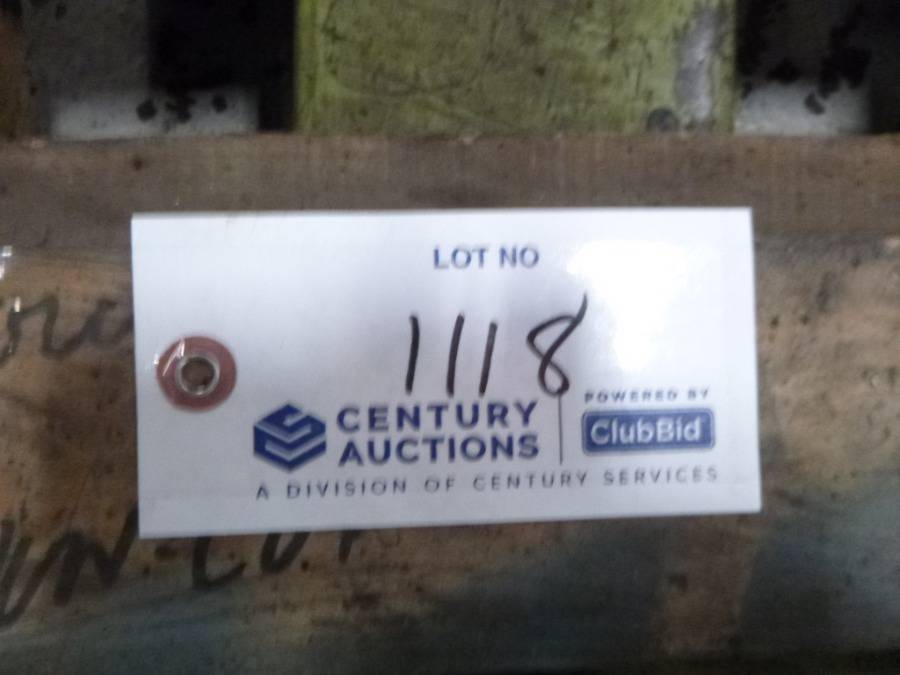 LOT NO
1118
CENTURY
AUCTIONS
POWERED BY
ClubBid
A DIVISION OF CENTURY SERVICES